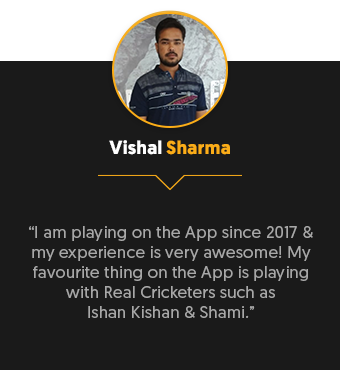 Vishal Sharma
“I am playing on the App since 2017 &
my experience is very awesome! My
favourite thing on the App is playing
with Real Cricketers such as
Ishan Kishan & Shami.”